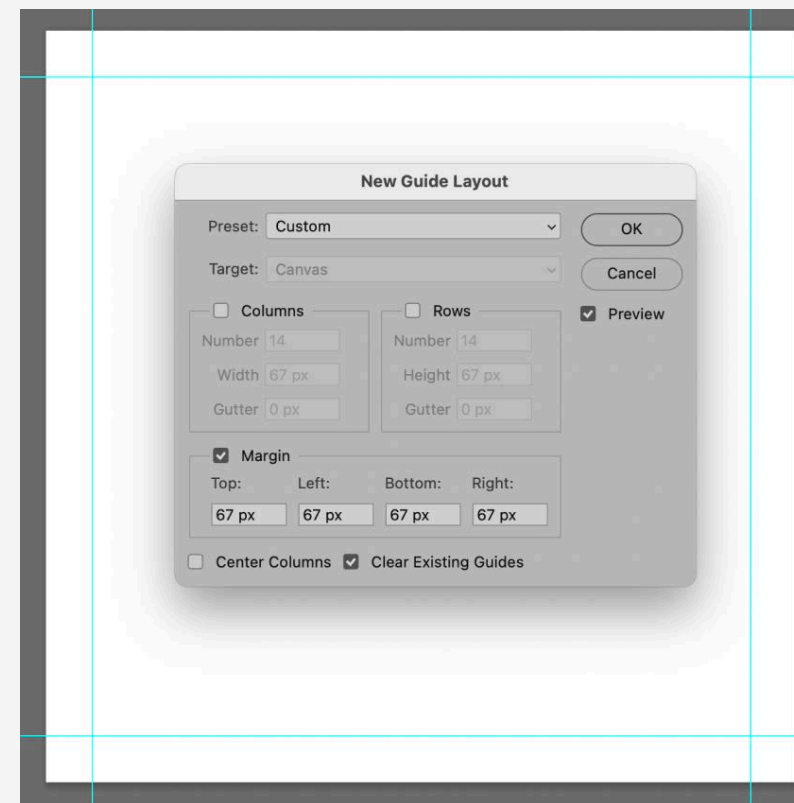 New Guide Layout
Preset: Custom
OK
Target: Canvas
Cancel
Columns
Rows
Preview
Number 14
Number 14
Width 67 px
Height 67 px
Gutter 0 px
Gutter 0 px
Margin
Top: Left: Bottom: Right:
67 px 67 px 67 px 67 px
Center Columns Clear Existing Guides